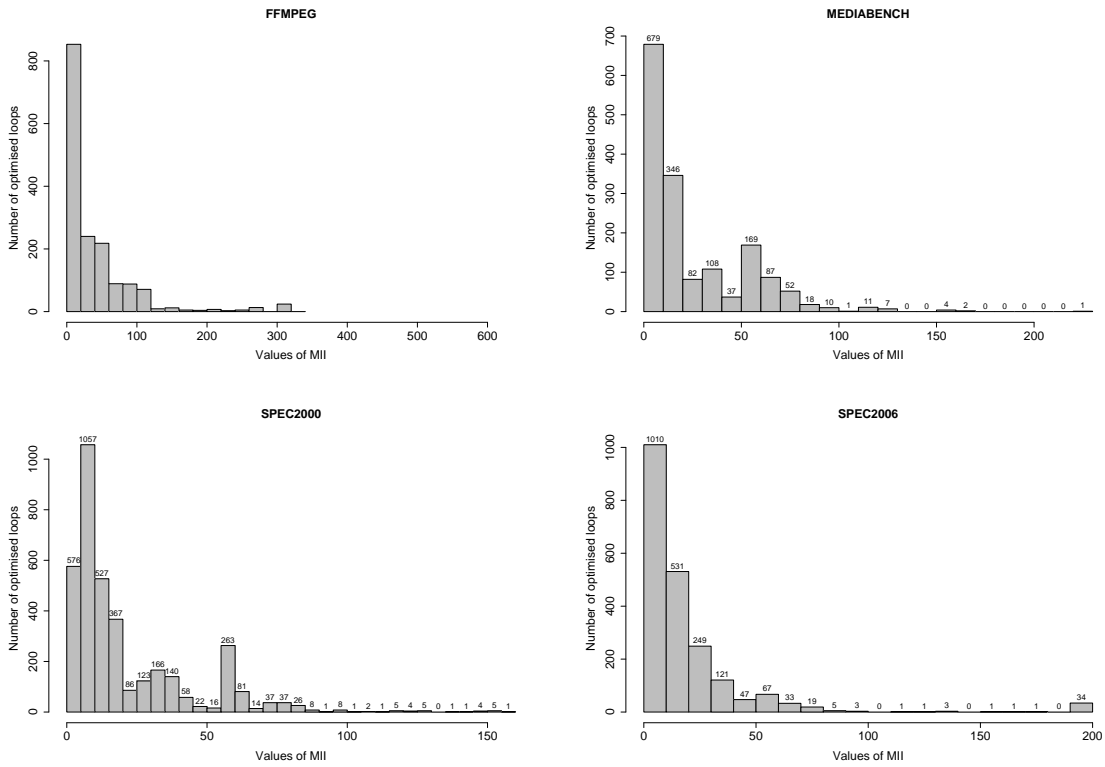 FFMPEG
Number of optimised loops
0 200 400 600 800
0 100 200 300 400 500 600
Values of MII
MEDIABENCH
Number of optimised loops
0 100 200 300 400 500 600 700
679 346 82 108 37 169 87 52 18 10 1 11 7 0 0 4 2 0 0 0 0 0 1
0 50 100 150 200
Values of MII
SPEC2000
Number of optimised loops
0 200 400 600 800 1000
576 1057 527 367 86 123 166 140 58 22 16 263 81 14 37 37 26 8 1 8 1 2 1 5 4 5 0 1 1 4 5 1
0 50 100 150
Values of MII
SPEC2006
Number of optimised loops
0 200 400 600 800 1000
1010 531 249 121 47 67 33 19 5 3 0 1 1 3 0 1 1 1 0 34
0 50 100 150 200
Values of MII